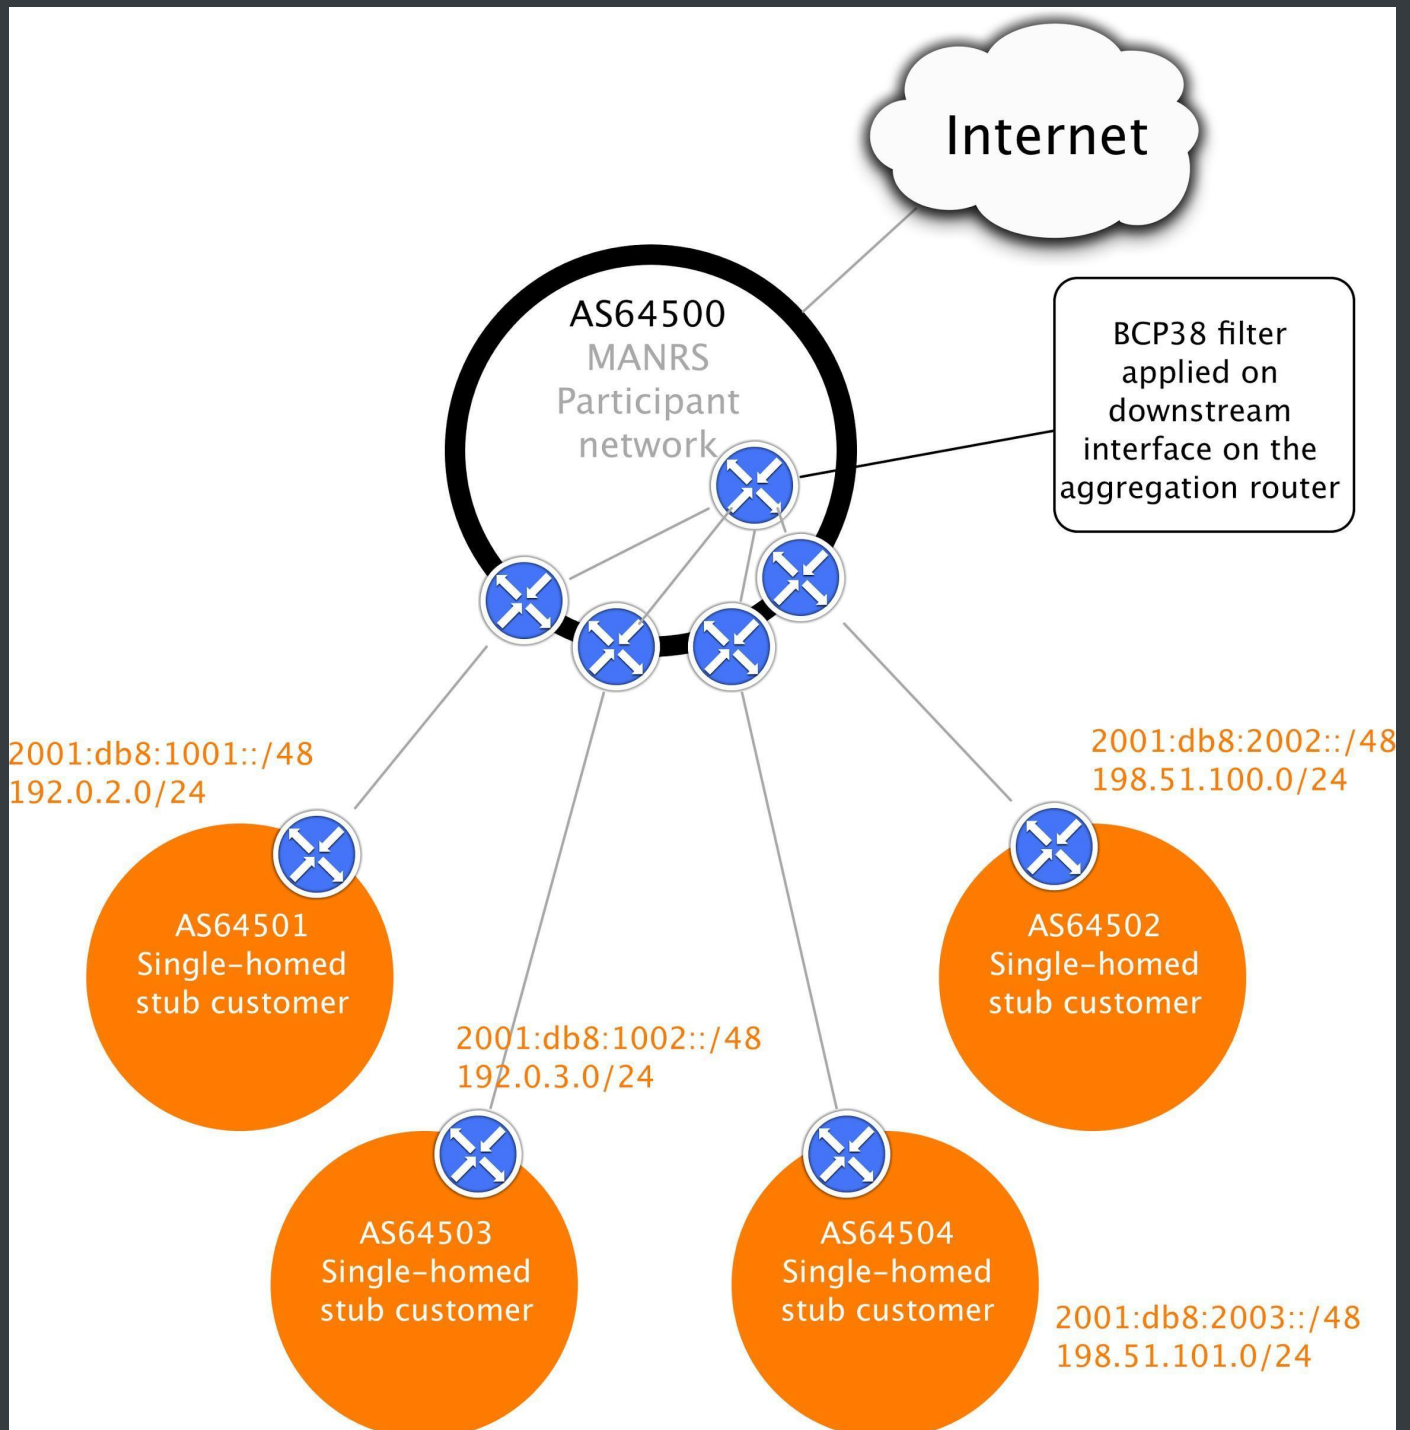 Internet
AS64500
MANRS
Participant
network
BCP38 filter
applied on
downstream
interface on the
aggregation router
2001:db8:1001::/48
192.0.2.0/24
2001:db8:2002::/48
198.51.100.0/24
AS64501
Single-homed
stub customer
AS64502
Single-homed
stub customer
2001:db8:1002::/48
192.0.3.0/24
AS64503
Single-homed
stub customer
AS64504
Single-homed
stub customer
2001:db8:2003::/48
198.51.101.0/24